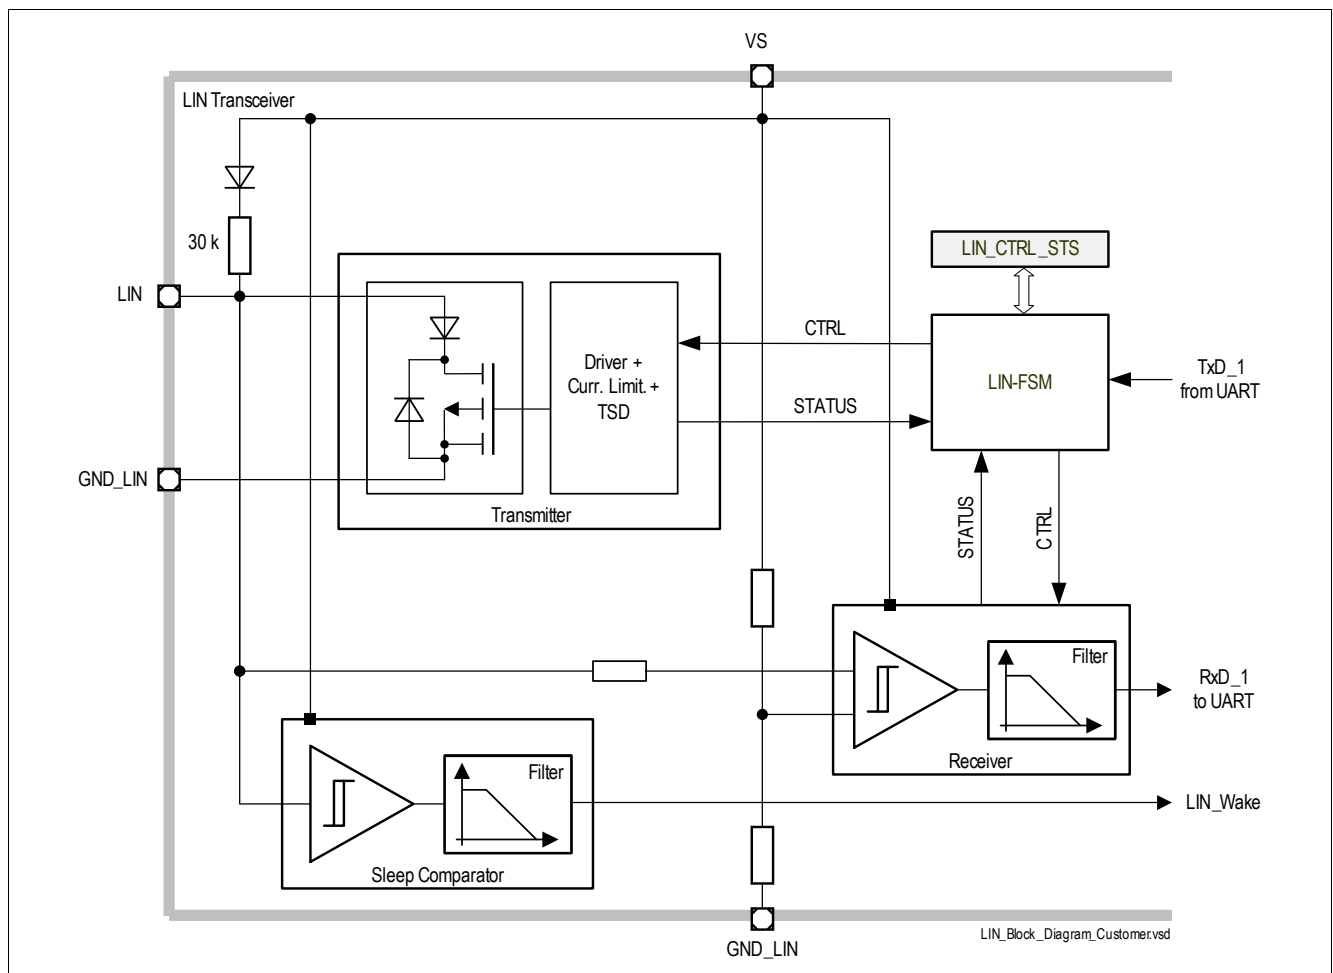 VS
LIN Transceiver
30 k
LIN_CTRL_STS
LIN
CTRL
Driver +
Curr. Limit. +
TSD
LIN-FSM
TxD_1
from UART
STATUS
GND_LIN
Transmitter
STATUS
CTRL
Filter
RxD_1
to UART
Receiver
Filter
LIN_Wake
Sleep Comparator
GND_LIN
LIN_Block_Diagram_Customer.vsd